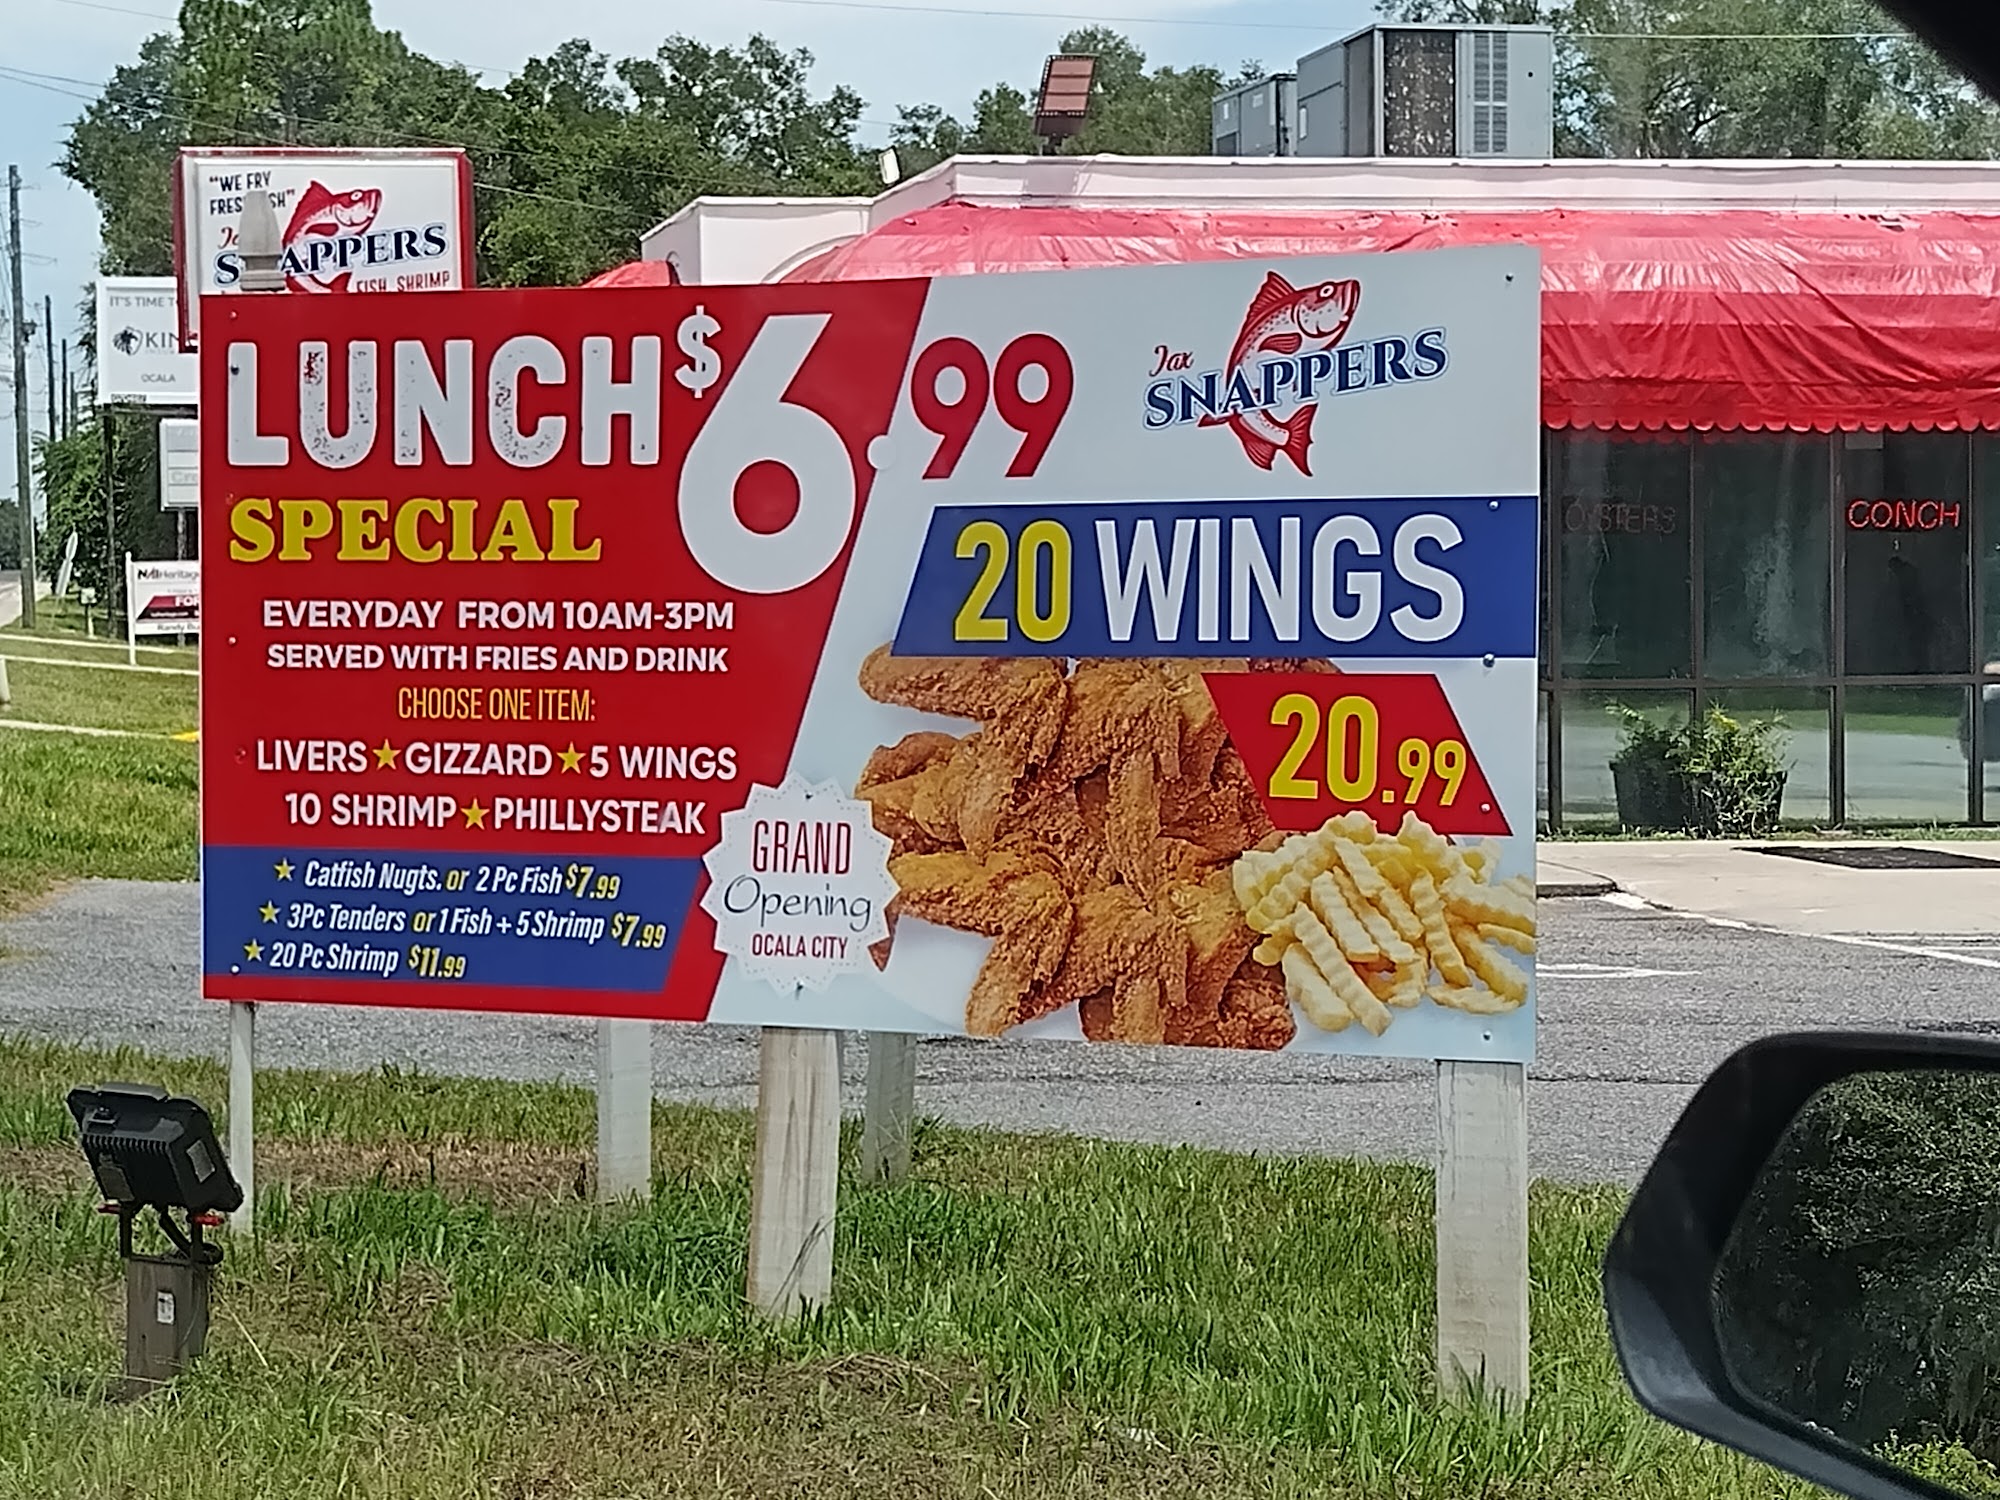 "WE FRY
SNAPPERS
FISH SHRIMP
IT'S TIME
OCALA
LUNCH $6.99
SPECIAL
EVERYDAY FROM 10AM-3PM
SERVED WITH FRIES AND DRINK
CHOOSE ONE ITEM:
LIVERS★GIZZARD★5 WINGS
10 SHRIMP★PHILLYSTEAK
★ Catfish Nugts. or 2 Pc Fish $7.99
★ 3Pc Tenders or 1 Fish + 5 Shrimp $7.99
★ 20 Pc Shrimp $11.99
GRAND
Opening
OCALA CITY
Jax
SNAPPERS
20 WINGS
20.99
OYSTERS
CONCH